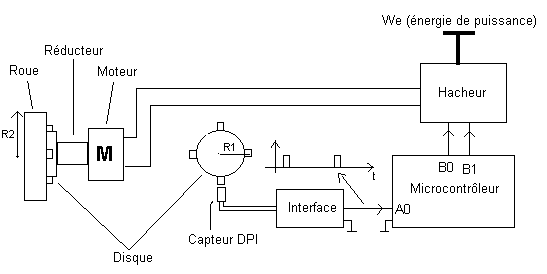 We (énergie de puissance)
Réducteur
Roue
Moteur
Hacheur
R2
M
R1
B0
B1
t
Microcontrôleur
Interface
A0
Capteur DPI
Disque